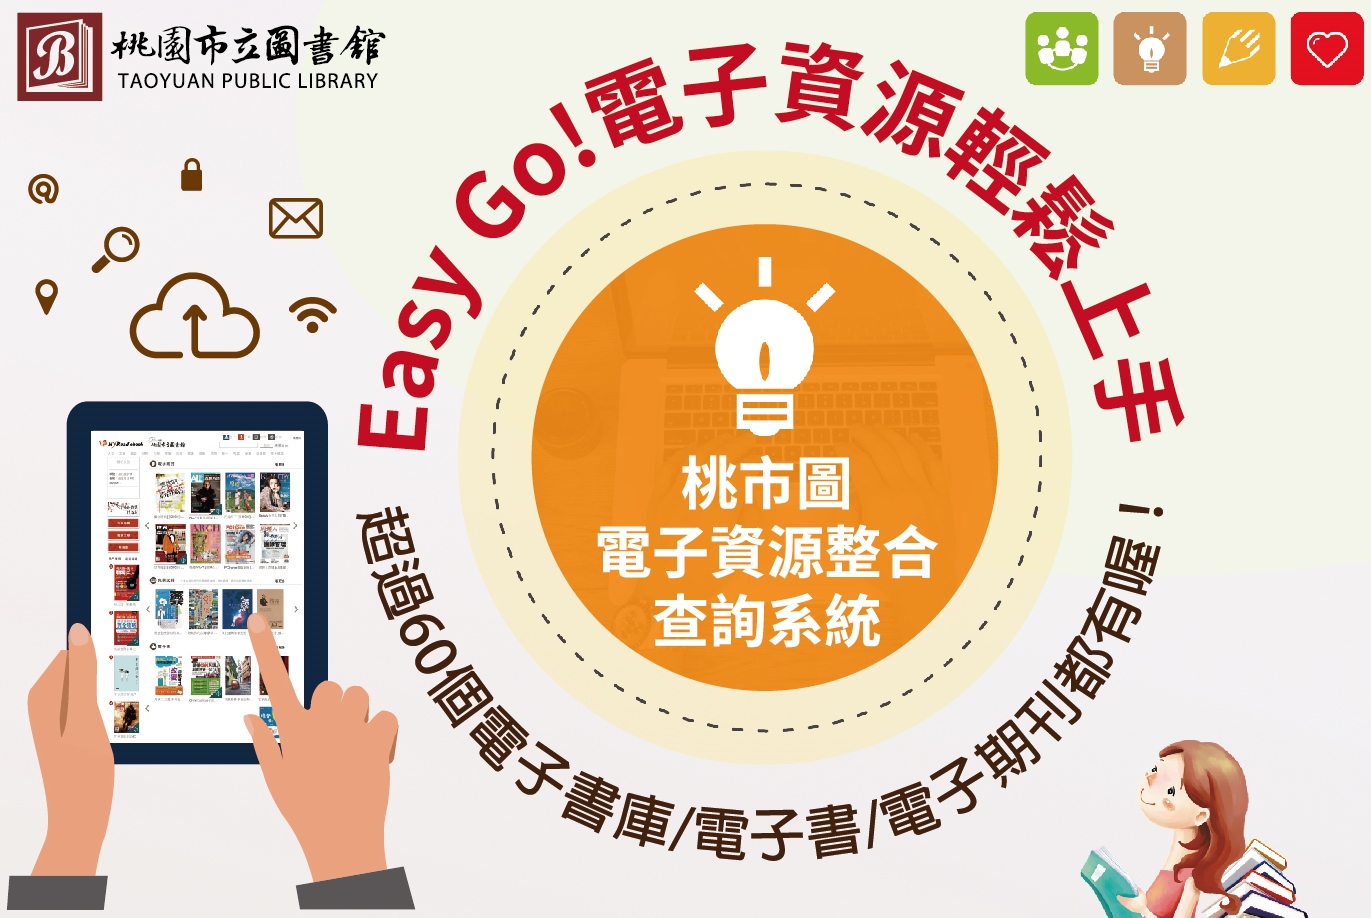 桃園市立圖書館
TAOYUAN PUBLIC LIBRARY
Easy Go!電子資源輕鬆上手
桃市圖
電子資源整合
查詢系統
超過60個電子書庫/電子書/電子期刊都有喔！